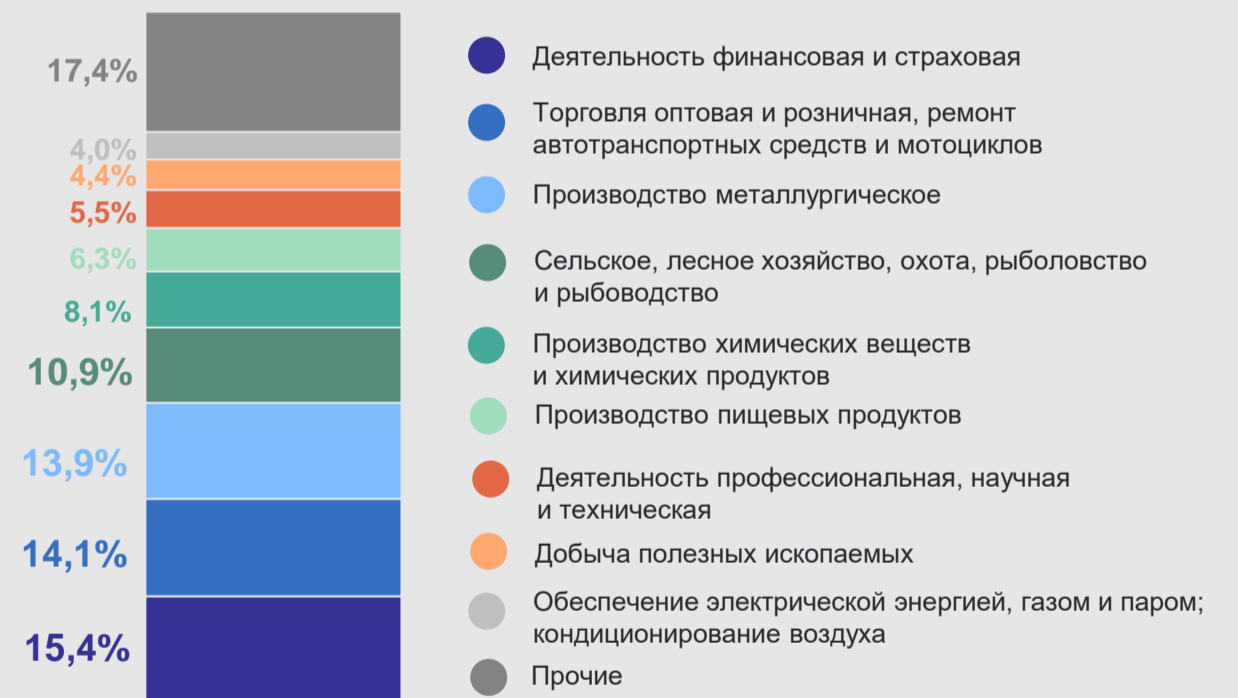 17,4%
4,0%
4,4%
5,5%
6,3%
8,1%
10,9%
13,9%
14,1%
15,4%
Деятельность финансовая и страховая
Торговля оптовая и розничная, ремонт
автотранспортных средств и мотоциклов
Производство металлургическое
Сельское, лесное хозяйство, охота, рыболовство
и рыбоводство
Производство химических веществ
и химических продуктов
Производство пищевых продуктов
Деятельность профессиональная, научная
и техническая
Добыча полезных ископаемых
Обеспечение электрической энергией, газом и паром;
кондиционирование воздуха
Прочие